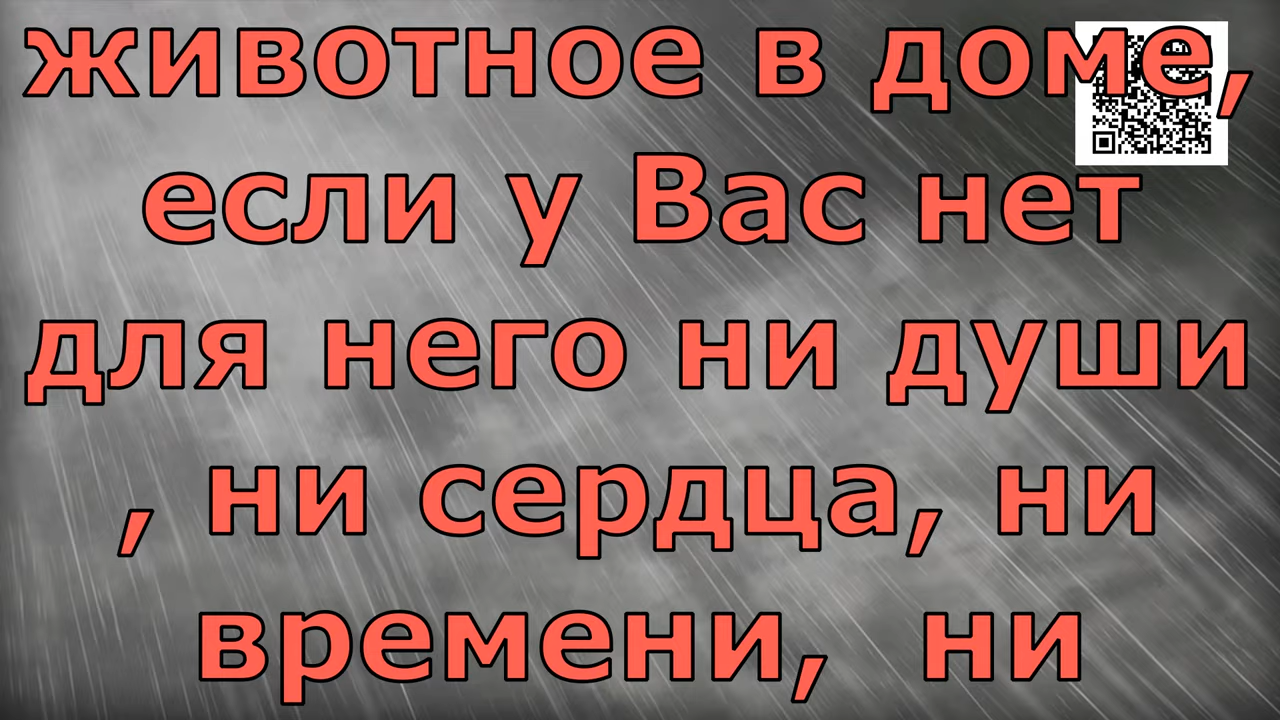 животное в доме,
если у Вас нет
для него ни души
, ни сердца, ни
времени, ни